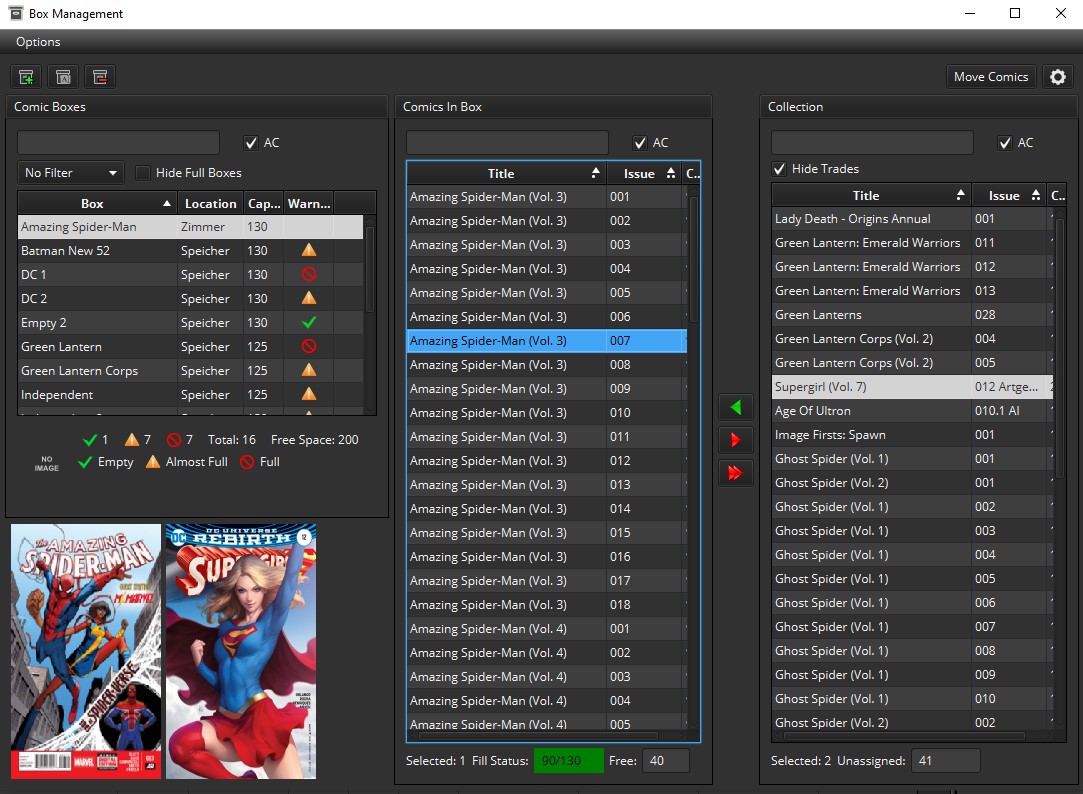 Box Management
Options
Move Comics
Comic Boxes
AC
No Filter
Hide Full Boxes
Box Location Cap... Warn...
Amazing Spider-Man Zimmer 130
Batman New 52 Speicher 130
DC 1 Speicher 130
DC 2 Speicher 130
Empty 2 Speicher 130
Green Lantern Speicher 125
Green Lantern Corps Speicher 125
Independent Speicher 125
1 7 7 Total: 16 Free Space: 200
NO IMAGE Empty Almost Full Full
THE AMAZING
SPIDER-MAN
MS. MARVEL
SPIDER-VERSE
MARVEL
DC UNIVERSE
DC REBIRTH 12
SUPERGIRL
Comics In Box
AC
Title Issue C..
Amazing Spider-Man (Vol. 3) 001
Amazing Spider-Man (Vol. 3) 002
Amazing Spider-Man (Vol. 3) 003
Amazing Spider-Man (Vol. 3) 004
Amazing Spider-Man (Vol. 3) 005
Amazing Spider-Man (Vol. 3) 006
Amazing Spider-Man (Vol. 3) 007
Amazing Spider-Man (Vol. 3) 008
Amazing Spider-Man (Vol. 3) 009
Amazing Spider-Man (Vol. 3) 010
Amazing Spider-Man (Vol. 3) 011
Amazing Spider-Man (Vol. 3) 012
Amazing Spider-Man (Vol. 3) 013
Amazing Spider-Man (Vol. 3) 014
Amazing Spider-Man (Vol. 3) 015
Amazing Spider-Man (Vol. 3) 016
Amazing Spider-Man (Vol. 3) 017
Amazing Spider-Man (Vol. 3) 018
Amazing Spider-Man (Vol. 4) 001
Amazing Spider-Man (Vol. 4) 002
Amazing Spider-Man (Vol. 4) 003
Amazing Spider-Man (Vol. 4) 004
Amazing Spider-Man (Vol. 4) 005
Selected: 1 Fill Status: 90/130 Free: 40
Collection
AC
Hide Trades
Title Issue C..
Lady Death - Origins Annual 001
Green Lantern: Emerald Warriors 011
Green Lantern: Emerald Warriors 012
Green Lantern: Emerald Warriors 013
Green Lanterns 028
Green Lantern Corps (Vol. 2) 004
Green Lantern Corps (Vol. 2) 005
Supergirl (Vol. 7) 012 Artge...
Age Of Ultron 010.1 AI
Image Firsts: Spawn 001
Ghost Spider (Vol. 1) 001
Ghost Spider (Vol. 2) 001
Ghost Spider (Vol. 1) 002
Ghost Spider (Vol. 1) 003
Ghost Spider (Vol. 1) 004
Ghost Spider (Vol. 1) 005
Ghost Spider (Vol. 1) 006
Ghost Spider (Vol. 1) 007
Ghost Spider (Vol. 1) 008
Ghost Spider (Vol. 1) 009
Ghost Spider (Vol. 1) 010
Ghost Spider (Vol. 2) 002
Selected: 2 Unassigned: 41